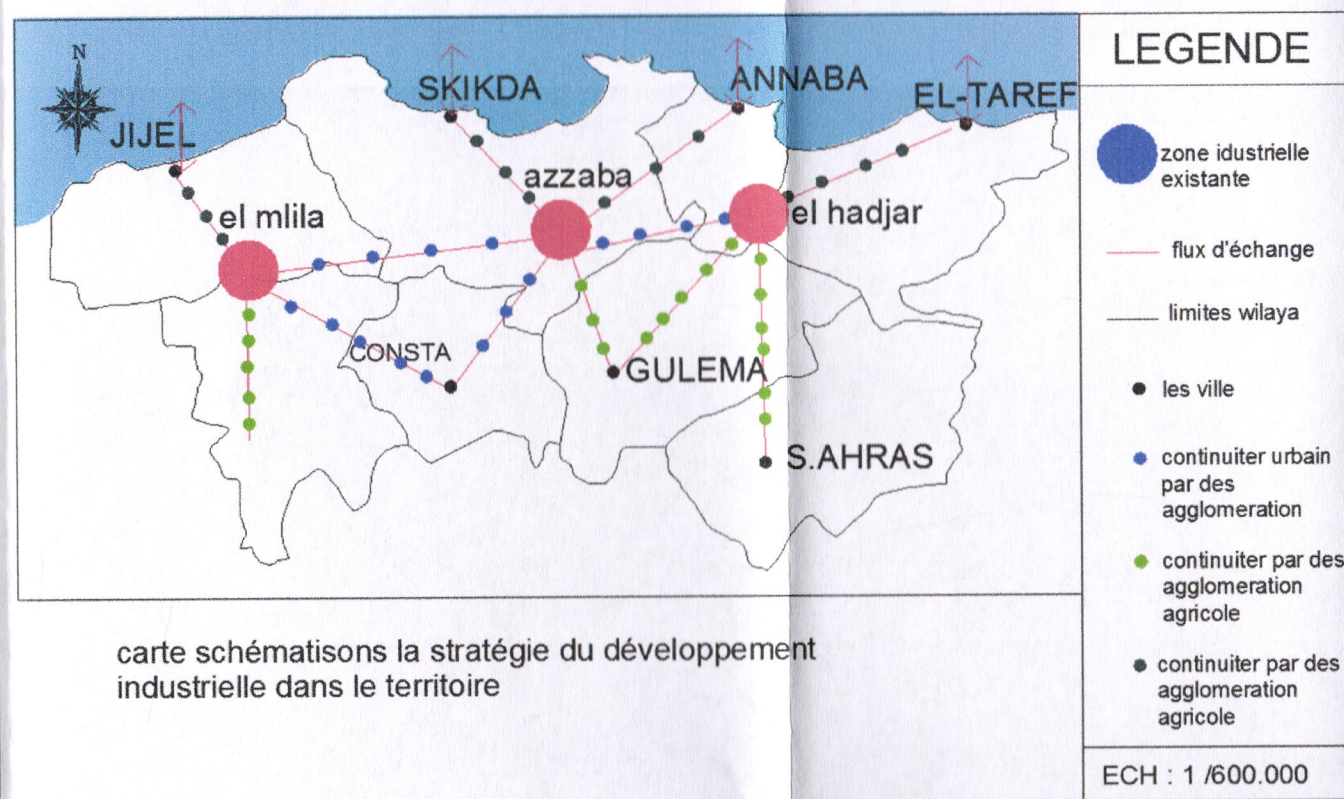 N
JIJEL
SKIKDA
ANNABA
EL-TAREF
azzaba
el mlila
el hadjar
CONSTA
GULEMA
S.AHRAS
carte schématisons la stratégie du développement
industrielle dans le territoire
LEGENDE
zone idustrielle
existante
flux d'échange
limites wilaya
les ville
continuiter urbain
par des
agglomeration
continuiter par des
agglomeration
agricole
continuiter par des
agglomeration
agricole
ECH : 1 /600.000